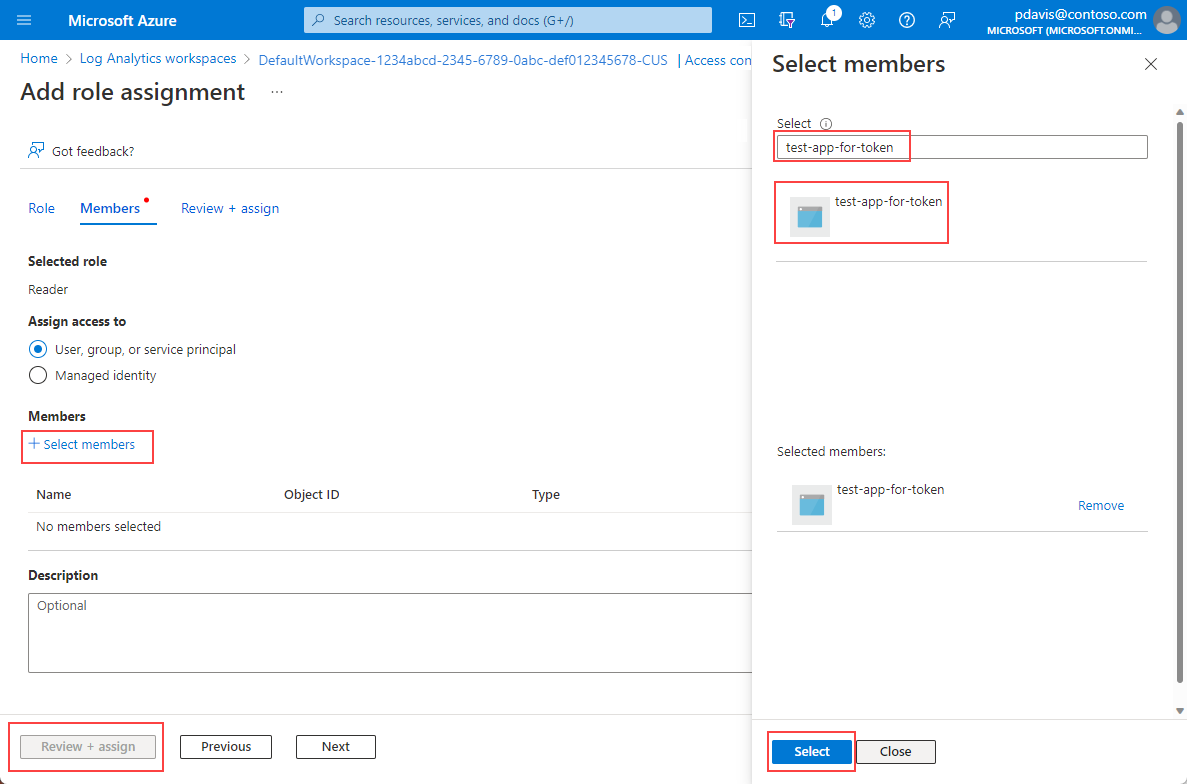 Microsoft Azure
Search resources, services, and docs (G+/)
1
pdavis@contoso.com
MICROSOFT (MICROSOFT.ONMI...
Home > Log Analytics workspaces > DefaultWorkspace-1234abcd-2345-6789-0abc-def012345678-CUS | Access con
Add role assignment ...
Got feedback?
Role
Members
Review + assign
Selected role
Reader
Assign access to
User, group, or service principal
Managed identity
Members
+ Select members
Name Object ID Type
No members selected
Description
Optional
Review + assign
Previous
Next
Select members
Select
test-app-for-token
test-app-for-token
Selected members:
test-app-for-token
Remove
Select
Close